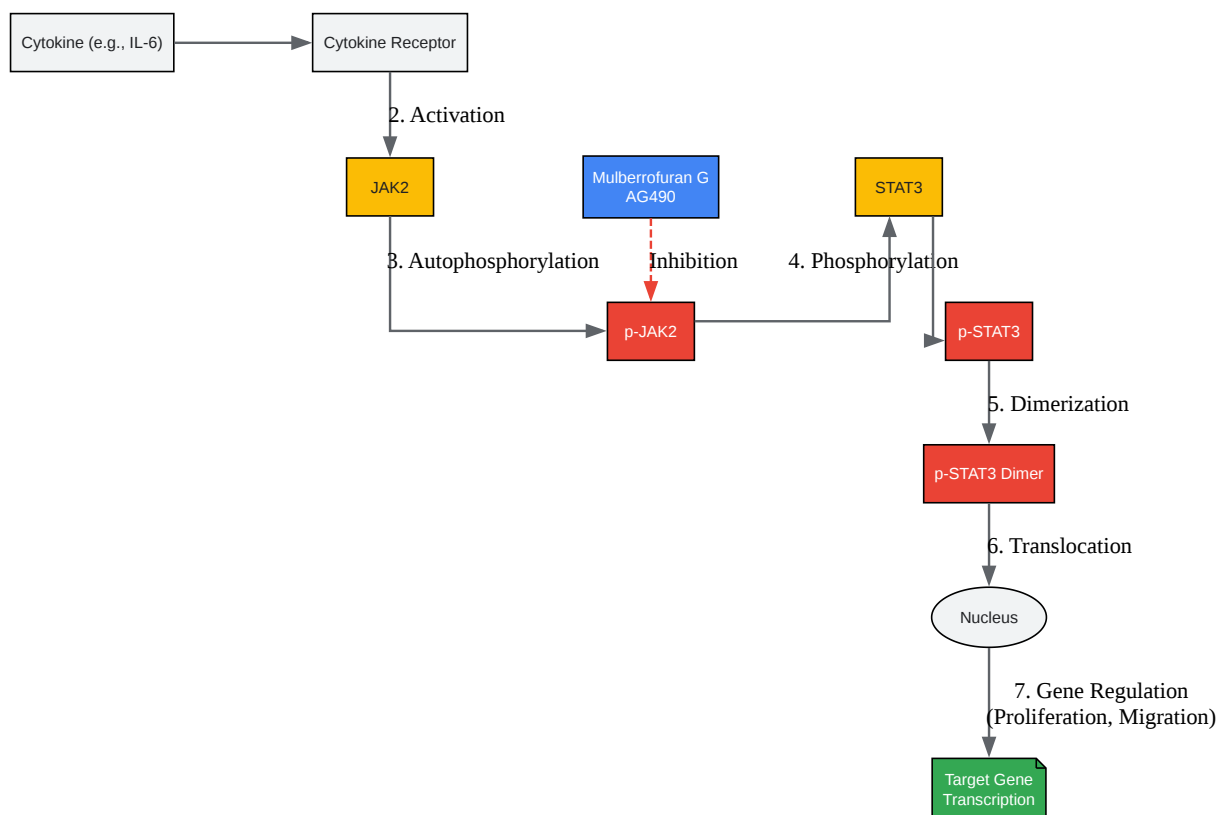 Cytokine (e.g., IL-6)
Cytokine Receptor
2. Activation
JAK2
Mulberrofuran G
AG490
STAT3
3. Autophosphorylation
Inhibition
4. Phosphorylation
p-JAK2
p-STAT3
5. Dimerization
p-STAT3 Dimer
6. Translocation
Nucleus
7. Gene Regulation
(Proliferation, Migration)
Target Gene
Transcription